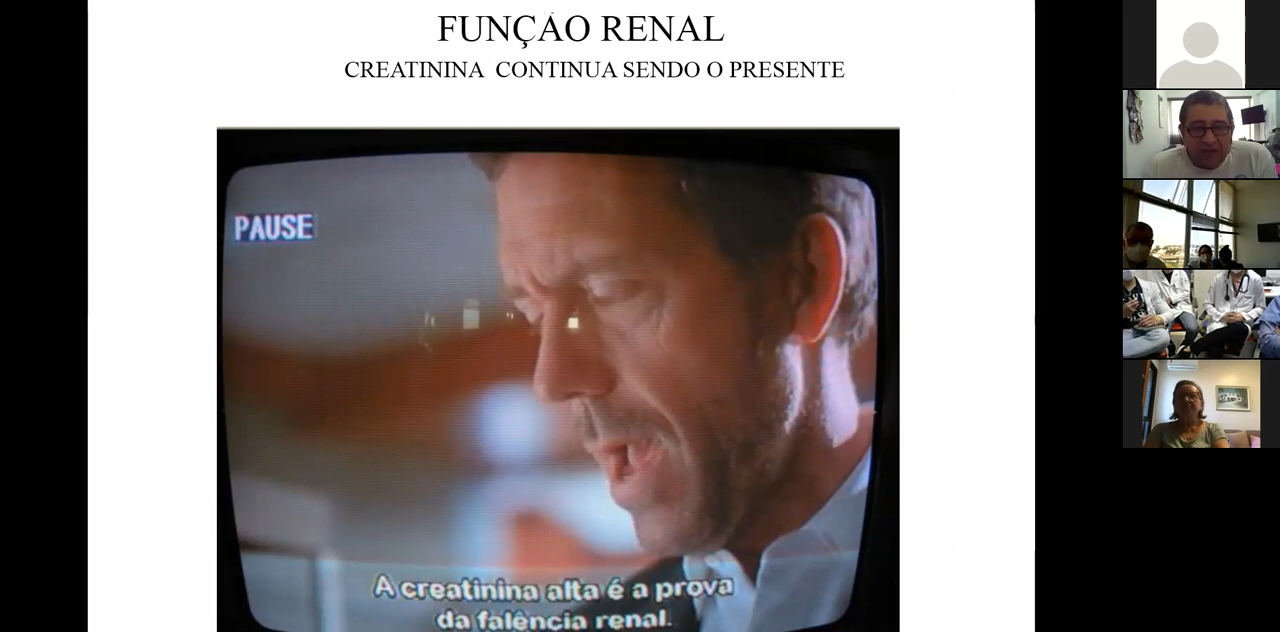 FUNÇÃO RENAL
CREATININA CONTINUA SENDO O PRESENTE
PAUSE
A creatinina alta é a prova
da falência renal.